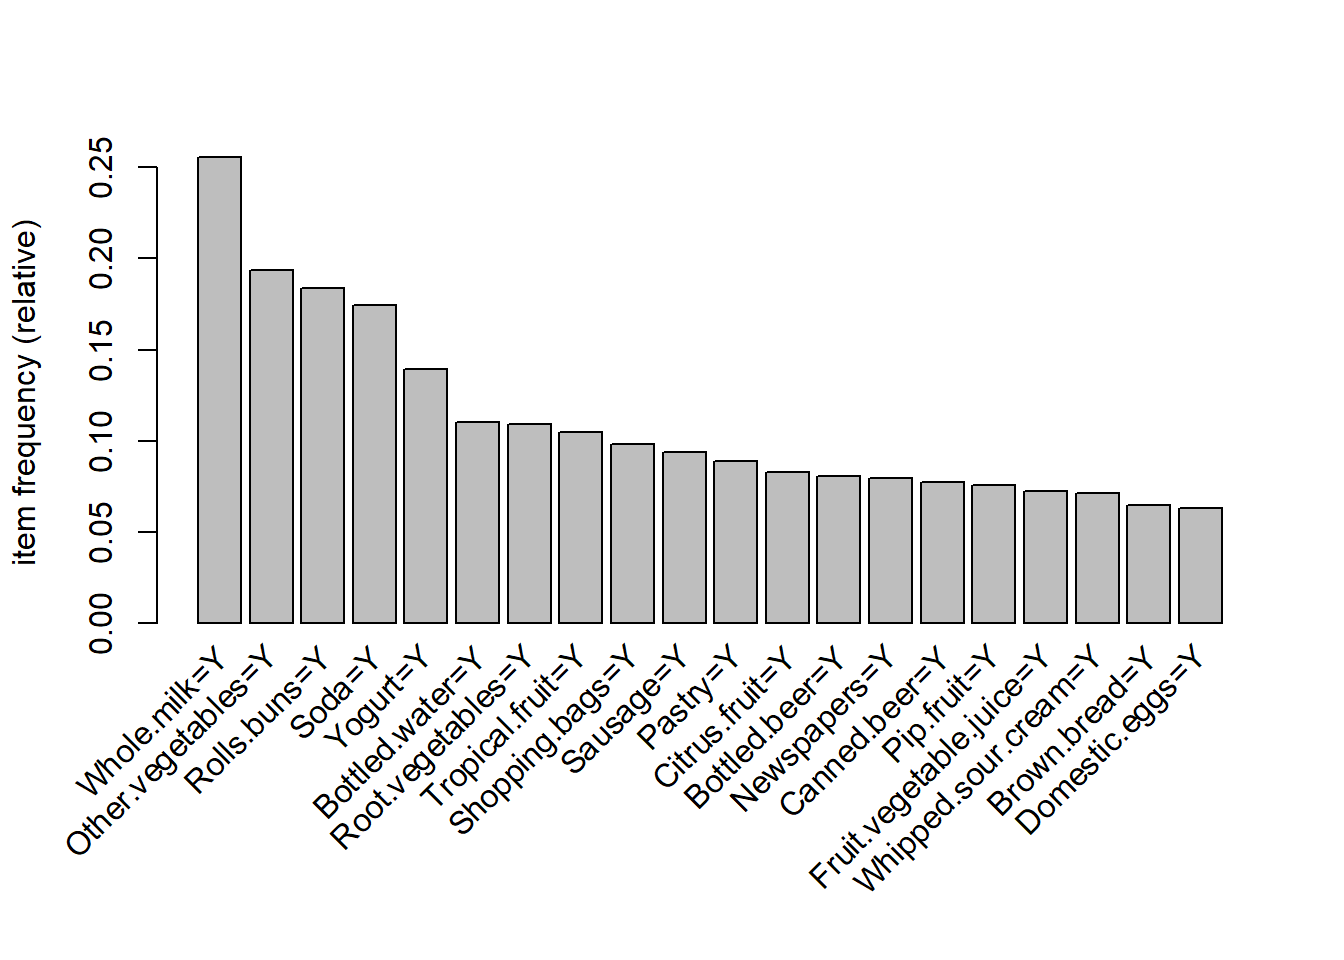 item frequency (relative)
0.25
0.20
0.15
0.10
0.05
0.00
Whole.milk=Y
Other.vegetables=Y
Rolls.buns=Y
Soda=Y
Yogurt=Y
Bottled.water=Y
Root.vegetables=Y
Tropical.fruit=Y
Shopping.bags=Y
Sausage=Y
Pastry=Y
Citrus.fruit=Y
Bottled.beer=Y
Newspapers=Y
Canned.beer=Y
Pip.fruit=Y
Fruit.vegetable.juice=Y
Whipped.sour.cream=Y
Brown.bread=Y
Domestic.eggs=Y